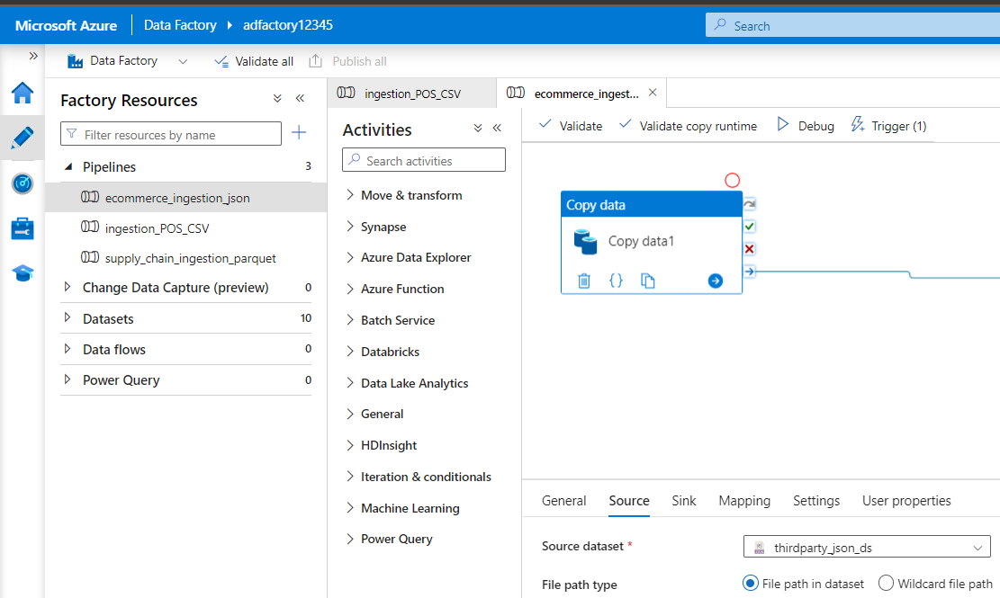 Microsoft Azure Data Factory adfactory12345 Search
Data Factory Validate all Publish all
Factory Resources
Filter resources by name
Pipelines 3
ecommerce_ingestion_json
ingestion_POS_CSV
supply_chain_ingestion_parquet
Change Data Capture (preview) 0
Datasets 10
Data flows 0
Power Query 0
ingestion_POS_CSV ecommerce_ingest...
Activities
Search activities
Move & transform
Synapse
Azure Data Explorer
Azure Function
Batch Service
Databricks
Data Lake Analytics
General
HDInsight
Iteration & conditionals
Machine Learning
Power Query
Validate Validate copy runtime Debug Trigger (1)
Copy data
Copy data1
General Source Sink Mapping Settings User properties
Source dataset * thirdparty_json_ds
File path type File path in dataset Wildcard file path